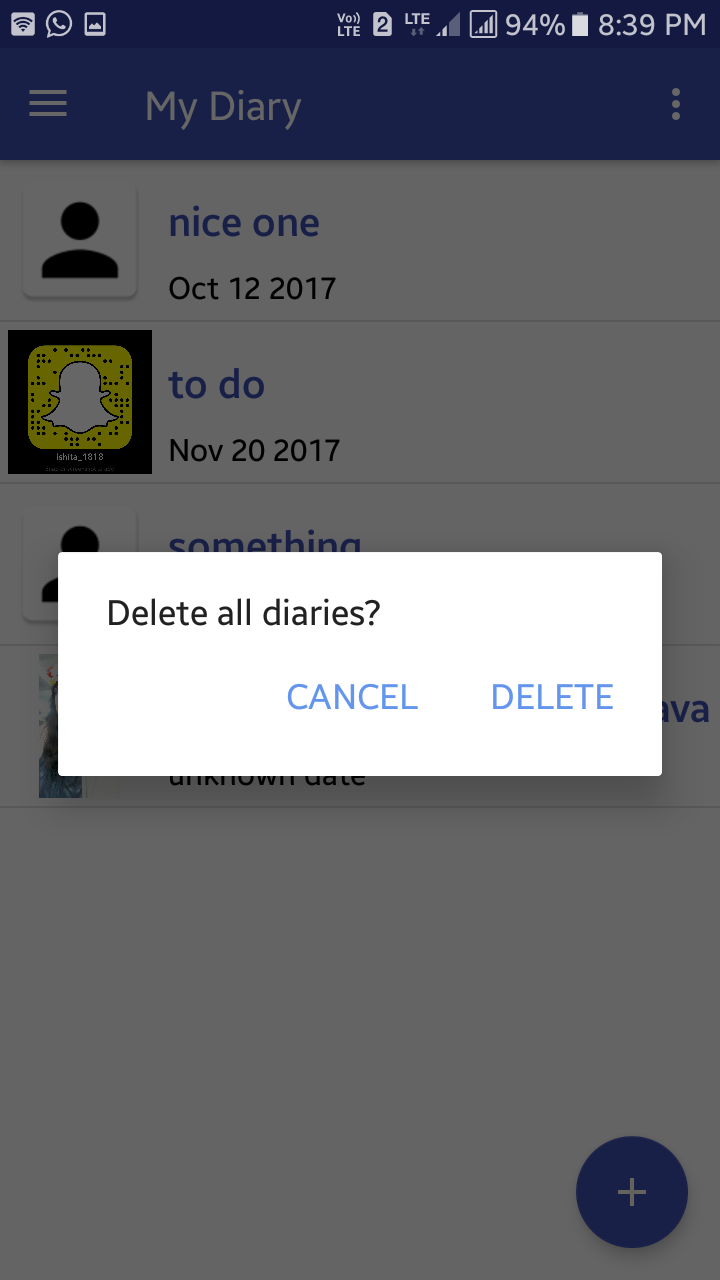 Vo)) LTE 2 LTE 94% 8:39 PM
My Diary
nice one
Oct 12 2017
ishita_1818
to do
Nov 20 2017
something
Delete all diaries?
CANCEL DELETE
ava
unknown date
+